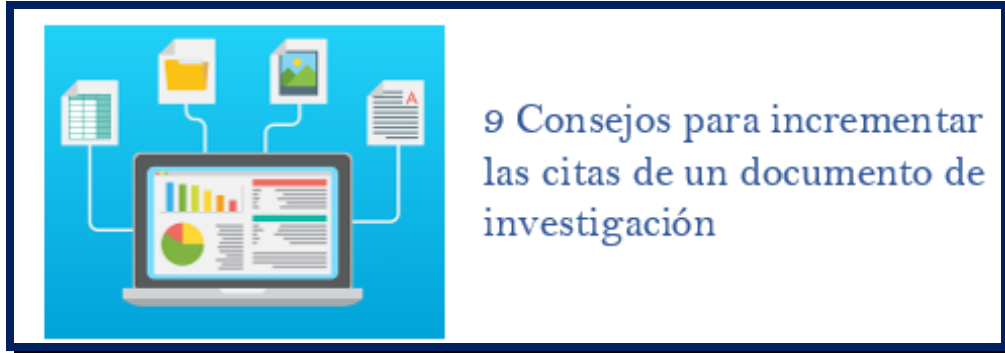 A
9 Consejos para incrementar
las citas de un documento de
investigación